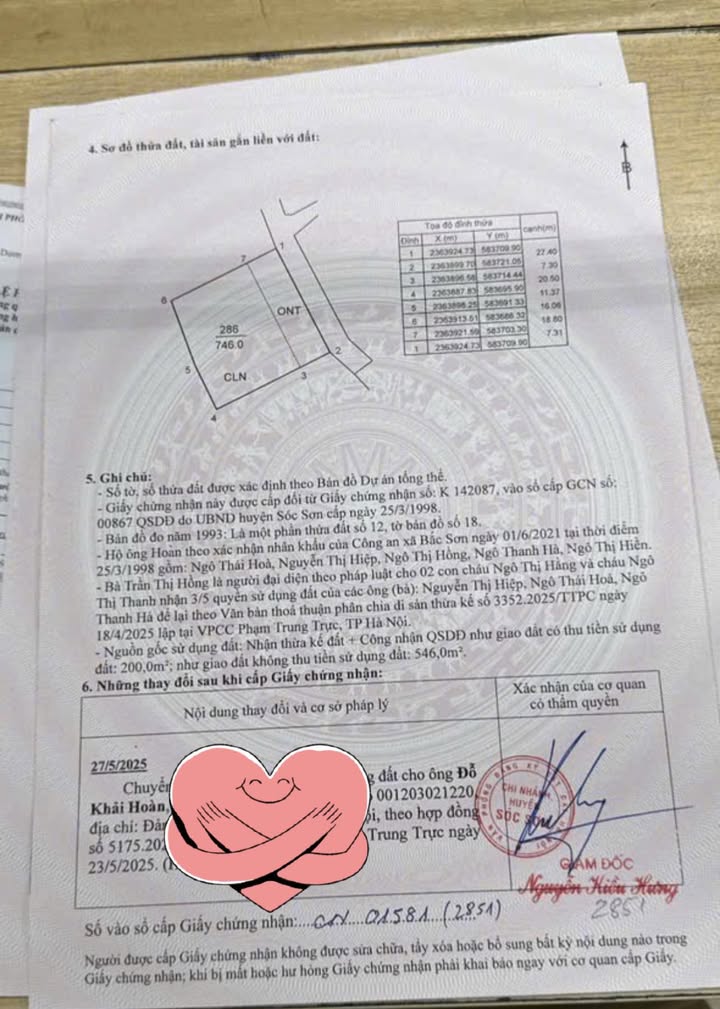 4. Sơ đồ thửa đất, tài sản gắn liền với đất:
B
Tọa độ đỉnh thửa
Đỉnh X (m) Y (m) cạnh(m)
1 2363924.73 583709.90
27.40
2 2363899.70 583721.05
7.30
3 2363896.56 583714.44
20.50
4 2363887.83 583695.90
11.37
5 2363898.25 583691.33
16.06
6 2363913.51 583686.32
18.80
7 2363921.59 583703.30
7.31
1 2363924.73 583709.90
1
7
6
ONT
286
746.0
2
5
CLN
3
4
5. Ghi chú:
- Số tờ, số thửa đất được xác định theo Bản đồ Dự án tổng thể.
- Giấy chứng nhận này được cấp đổi từ Giấy chứng nhận số: K 142087, vào sổ cấp GCN số:
00867 QSDĐ do UBND huyện Sóc Sơn cấp ngày 25/3/1998.
- Bản đồ đo năm 1993: Là một phần thửa đất số 12, tờ bản đồ số 18.
- Hộ ông Hoan theo xác nhận nhân khẩu của Công an xã Bắc Sơn ngày 01/6/2021 tại thời điểm
25/3/1998 gồm: Ngô Thái Hoà, Nguyễn Thị Hiệp, Ngô Thị Hồng, Ngô Thanh Hà, Ngô Thị Hiền.
- Bà Trần Thị Hồng là người đại diện theo pháp luật cho 02 con cháu Ngô Thị Hằng và cháu Ngô
Thị Thanh nhận 3/5 quyền sử dụng đất của các ông (bà): Nguyễn Thị Hiệp, Ngô Thái Hoà, Ngô
Thanh Hà để lại theo Văn bản thoả thuận phân chia di sản thừa kế số 3352.2025/TTPC ngày
18/4/2025 lập tại VPCC Phạm Trung Trực, TP Hà Nội.
- Nguồn gốc sử dụng đất: Nhận thừa kế đất + Công nhận QSDĐ như giao đất có thu tiền sử dụng
đất: 200,0m²; như giao đất không thu tiền sử dụng đất: 546,0m².
6. Những thay đổi sau khi cấp Giấy chứng nhận:
Nội dung thay đổi và cơ sở pháp lý
Xác nhận của cơ quan
có thẩm quyền
27/5/2025
Chuyển đất cho ông Đỗ
Khải Hoàn, 001203021220,
địa chỉ: theo hợp đồng
số 5175.202 Trung Trực ngày
23/5/2025.
CHI NHÁNH
HUYỆN
SÓC SƠN
GIÁM ĐỐC
Nguyễn Kiều Hưng
2851
Số vào sổ cấp Giấy chứng nhận:....CN 01581 (2851)
Người được cấp Giấy chứng nhận không được sửa chữa, tẩy xóa hoặc bổ sung bất kỳ nội dung nào trong
Giấy chứng nhận; khi bị mất hoặc hư hỏng Giấy chứng nhận phải khai báo ngay với cơ quan cấp Giấy.